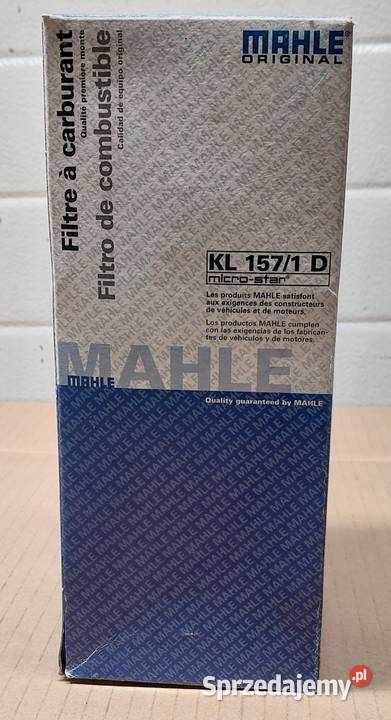 MAHLE®
ORIGINAL
Filtre à carburant
Qualité première monte
Filtro de combustible
Calidad de equipo original
KL 157/1 D
micro-star®
Les produits MAHLE satisfont
aux exigences des constructeurs
de véhicules et de moteurs.
Los productos MAHLE cumplen
con las exigencias de los fabrican-
tes de vehículos y de motores.
MAHLE
MAHLE
Quality guaranteed by MAHLE
Sprzedajemy.pl